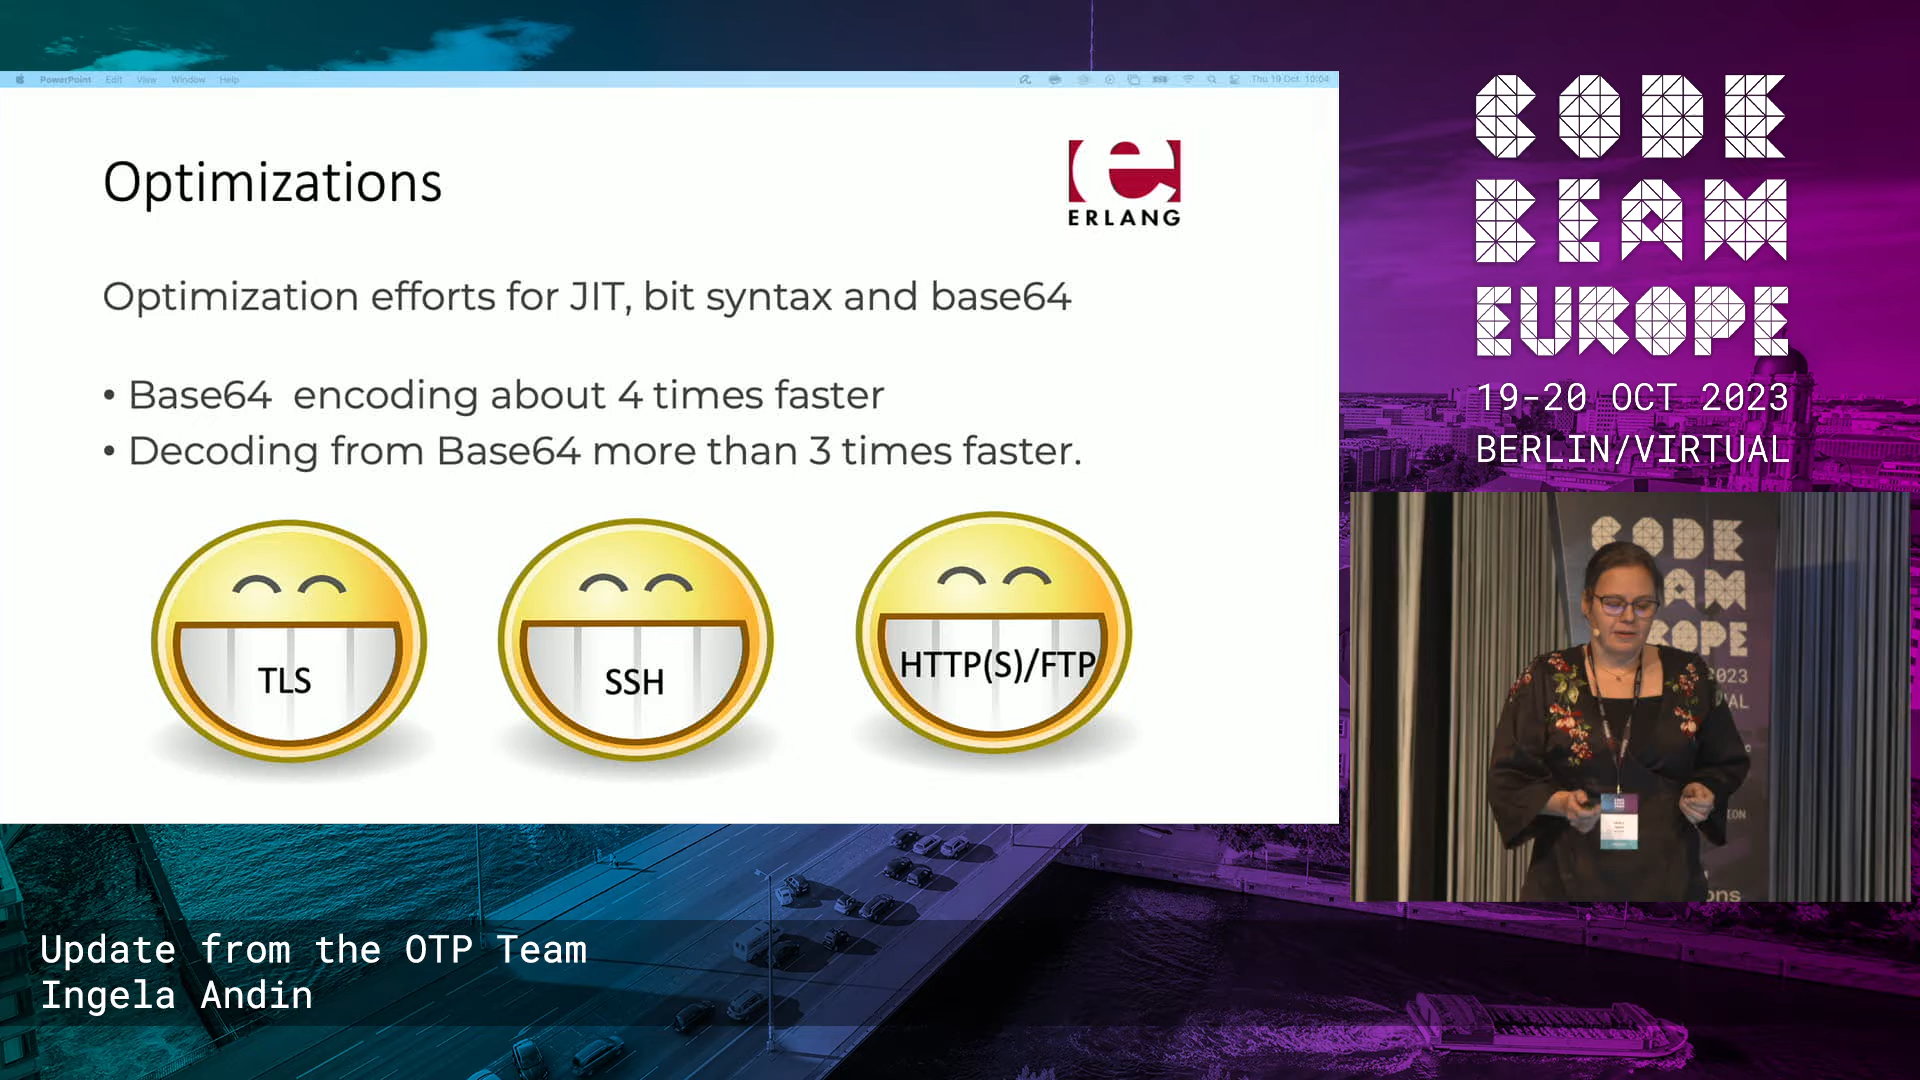 PowerPoint Edit View Window Help
Thu 19 Oct 10:04
Optimizations
ERLANG
Optimization efforts for JIT, bit syntax and base64
• Base64 encoding about 4 times faster
• Decoding from Base64 more than 3 times faster.
TLS
SSH
HTTP(S)/FTP
CODE
BEAM
EUROPE
19-20 OCT 2023
BERLIN/VIRTUAL
CODE
Update from the OTP Team
Ingela Andin